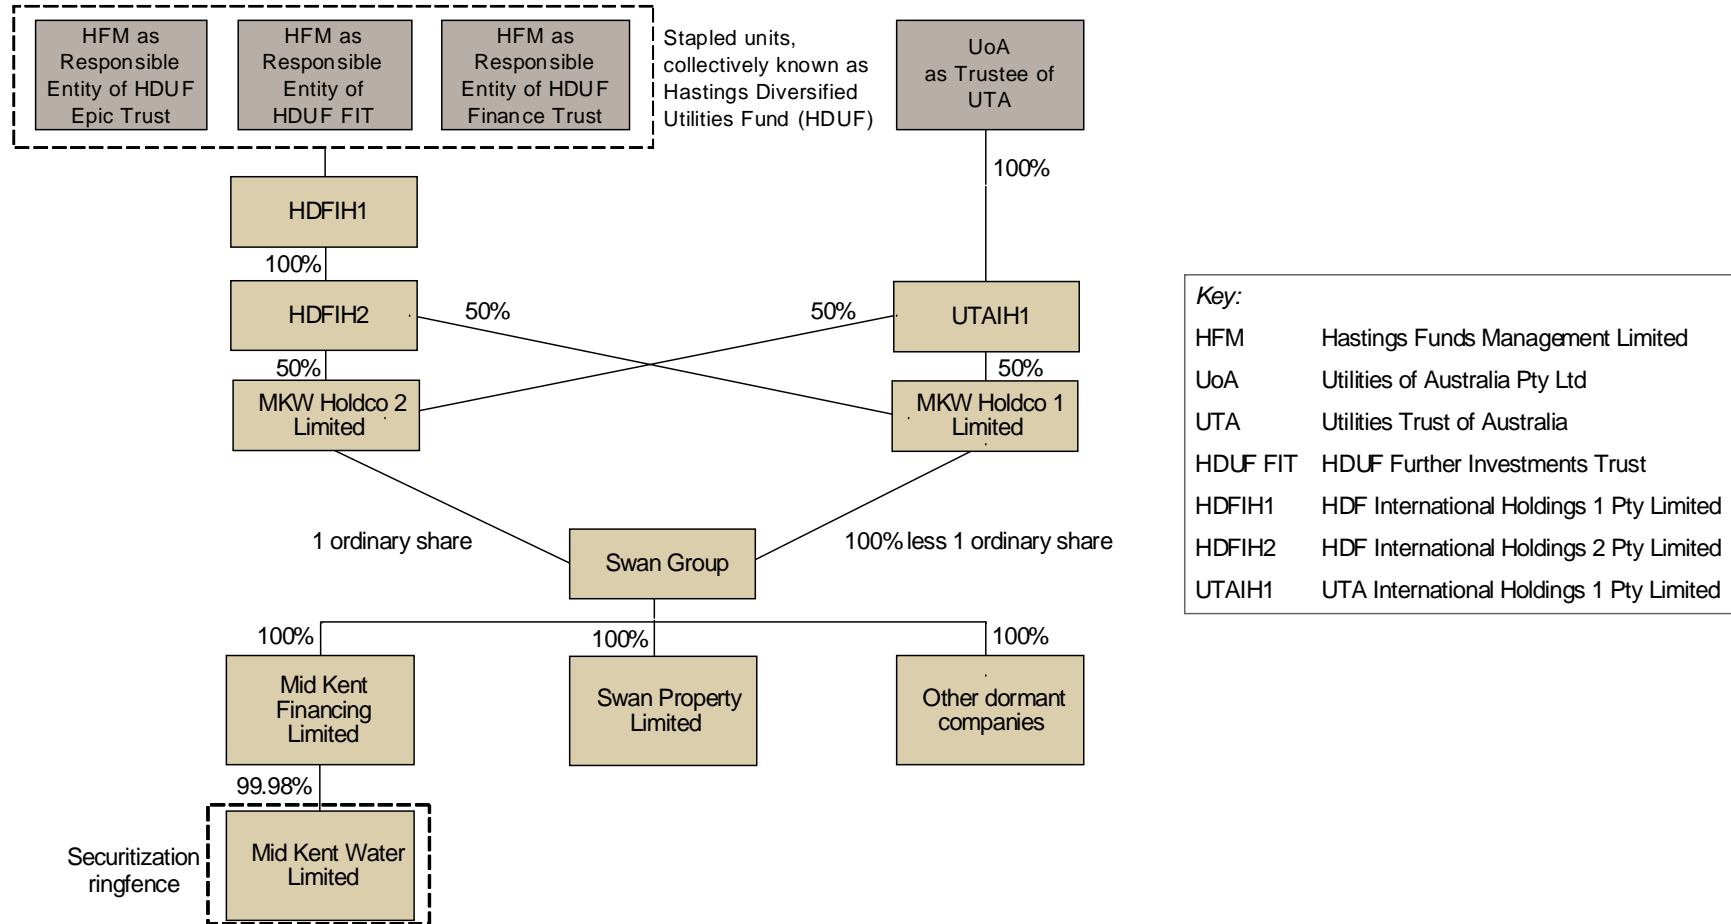 HFM as
Responsible
Entity of HDUF
Epic Trust
HFM as
Responsible
Entity of
HDUF FIT
HFM as
Responsible
Entity of HDUF
Finance Trust
Stapled units,
collectively known as
Hastings Diversified
Utilities Fund (HDUF)
UoA
as Trustee of
UTA
100%
HDFIH1
100%
HDFIH2
50%
50%
UTAIH1
50%
50%
MKW Holdco 2
Limited
MKW Holdco 1
Limited
1 ordinary share
100% less 1 ordinary share
Swan Group
100%
100%
100%
Mid Kent
Financing
Limited
Swan Property
Limited
Other dormant
companies
99.98%
Securitization
ringfence
Mid Kent Water
Limited
Key:
HFM Hastings Funds Management Limited
UoA Utilities of Australia Pty Ltd
UTA Utilities Trust of Australia
HDUF FIT HDUF Further Investments Trust
HDFIH1 HDF International Holdings 1 Pty Limited
HDFIH2 HDF International Holdings 2 Pty Limited
UTAIH1 UTA International Holdings 1 Pty Limited